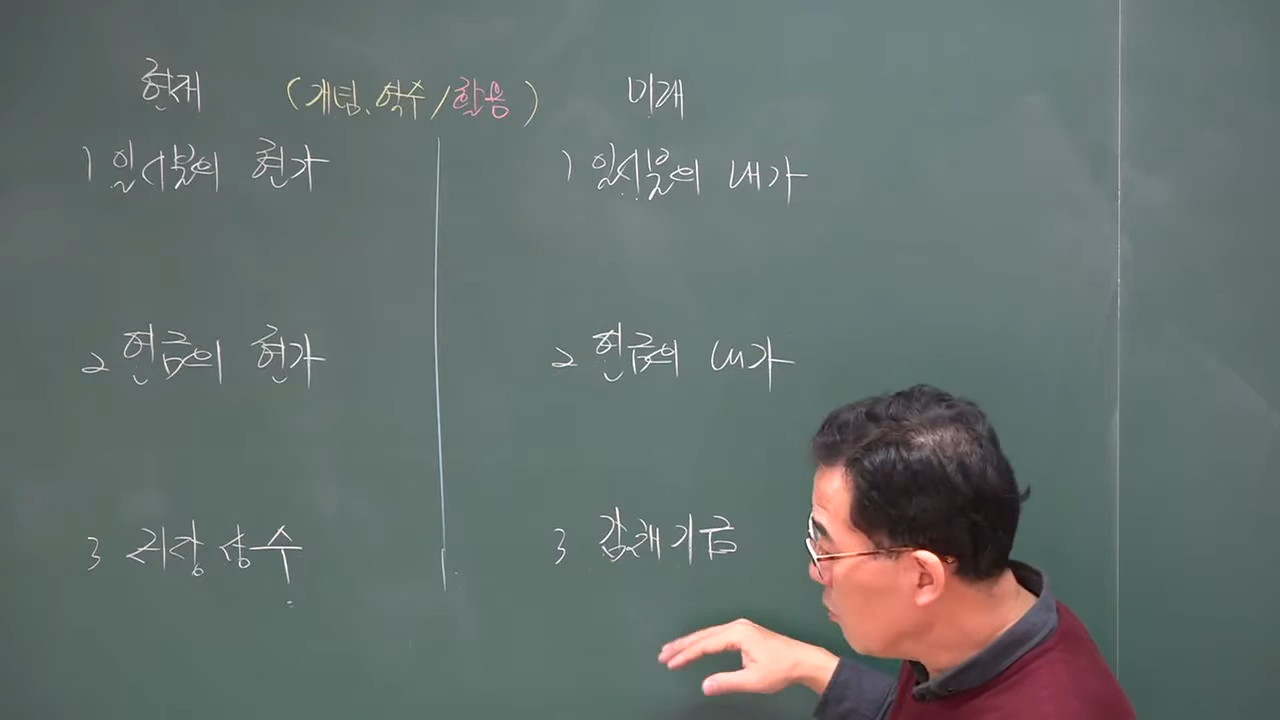 현재 (개념、역수/활용) 미래
1 일시불의 현가
1 일시불의 내가
2 연금의 현가
2 연금의 내가
3 저당상수
3 감채기금